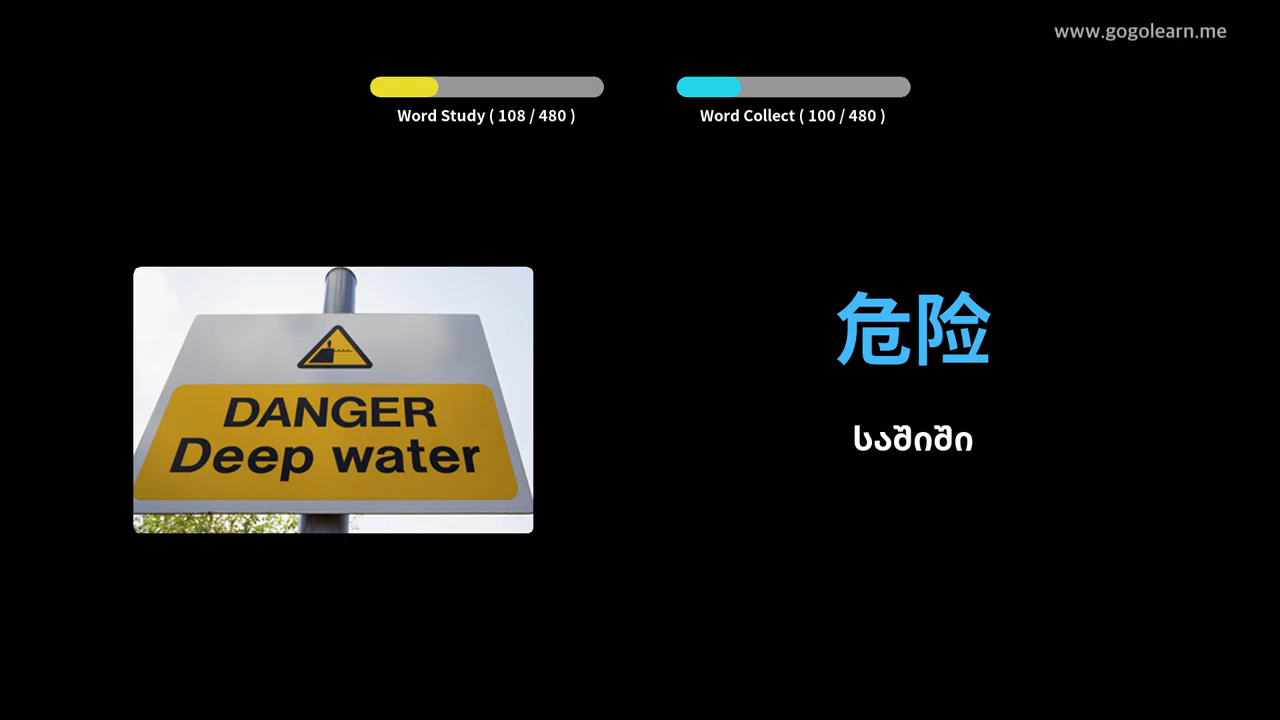 www.gogolearn.me
Word Study ( 108 / 480 )
Word Collect ( 100 / 480 )
DANGER
Deep water
危险
საშიში